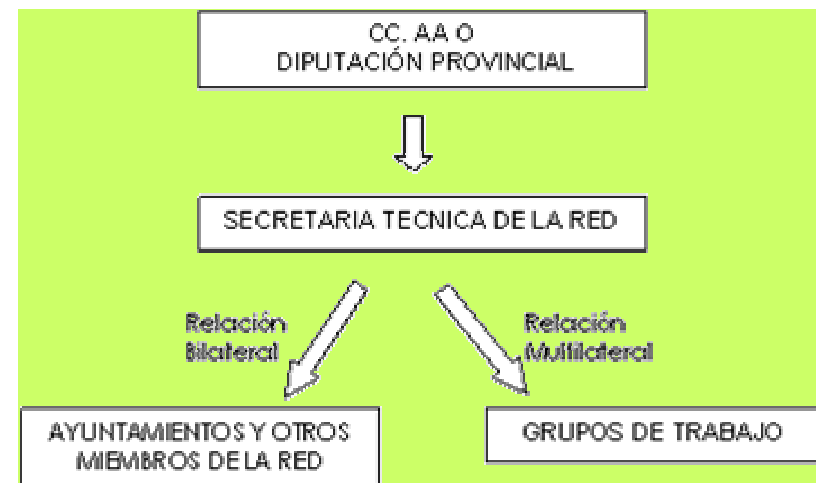 CC. AA O
DIPUTACIÓN PROVINCIAL
SECRETARIA TECNICA DE LA RED
Relación
Bilateral
Relación
Multilateral
AYUNTAMIENTOS Y OTROS
MIEMBROS DE LA RED
GRUPOS DE TRABAJO